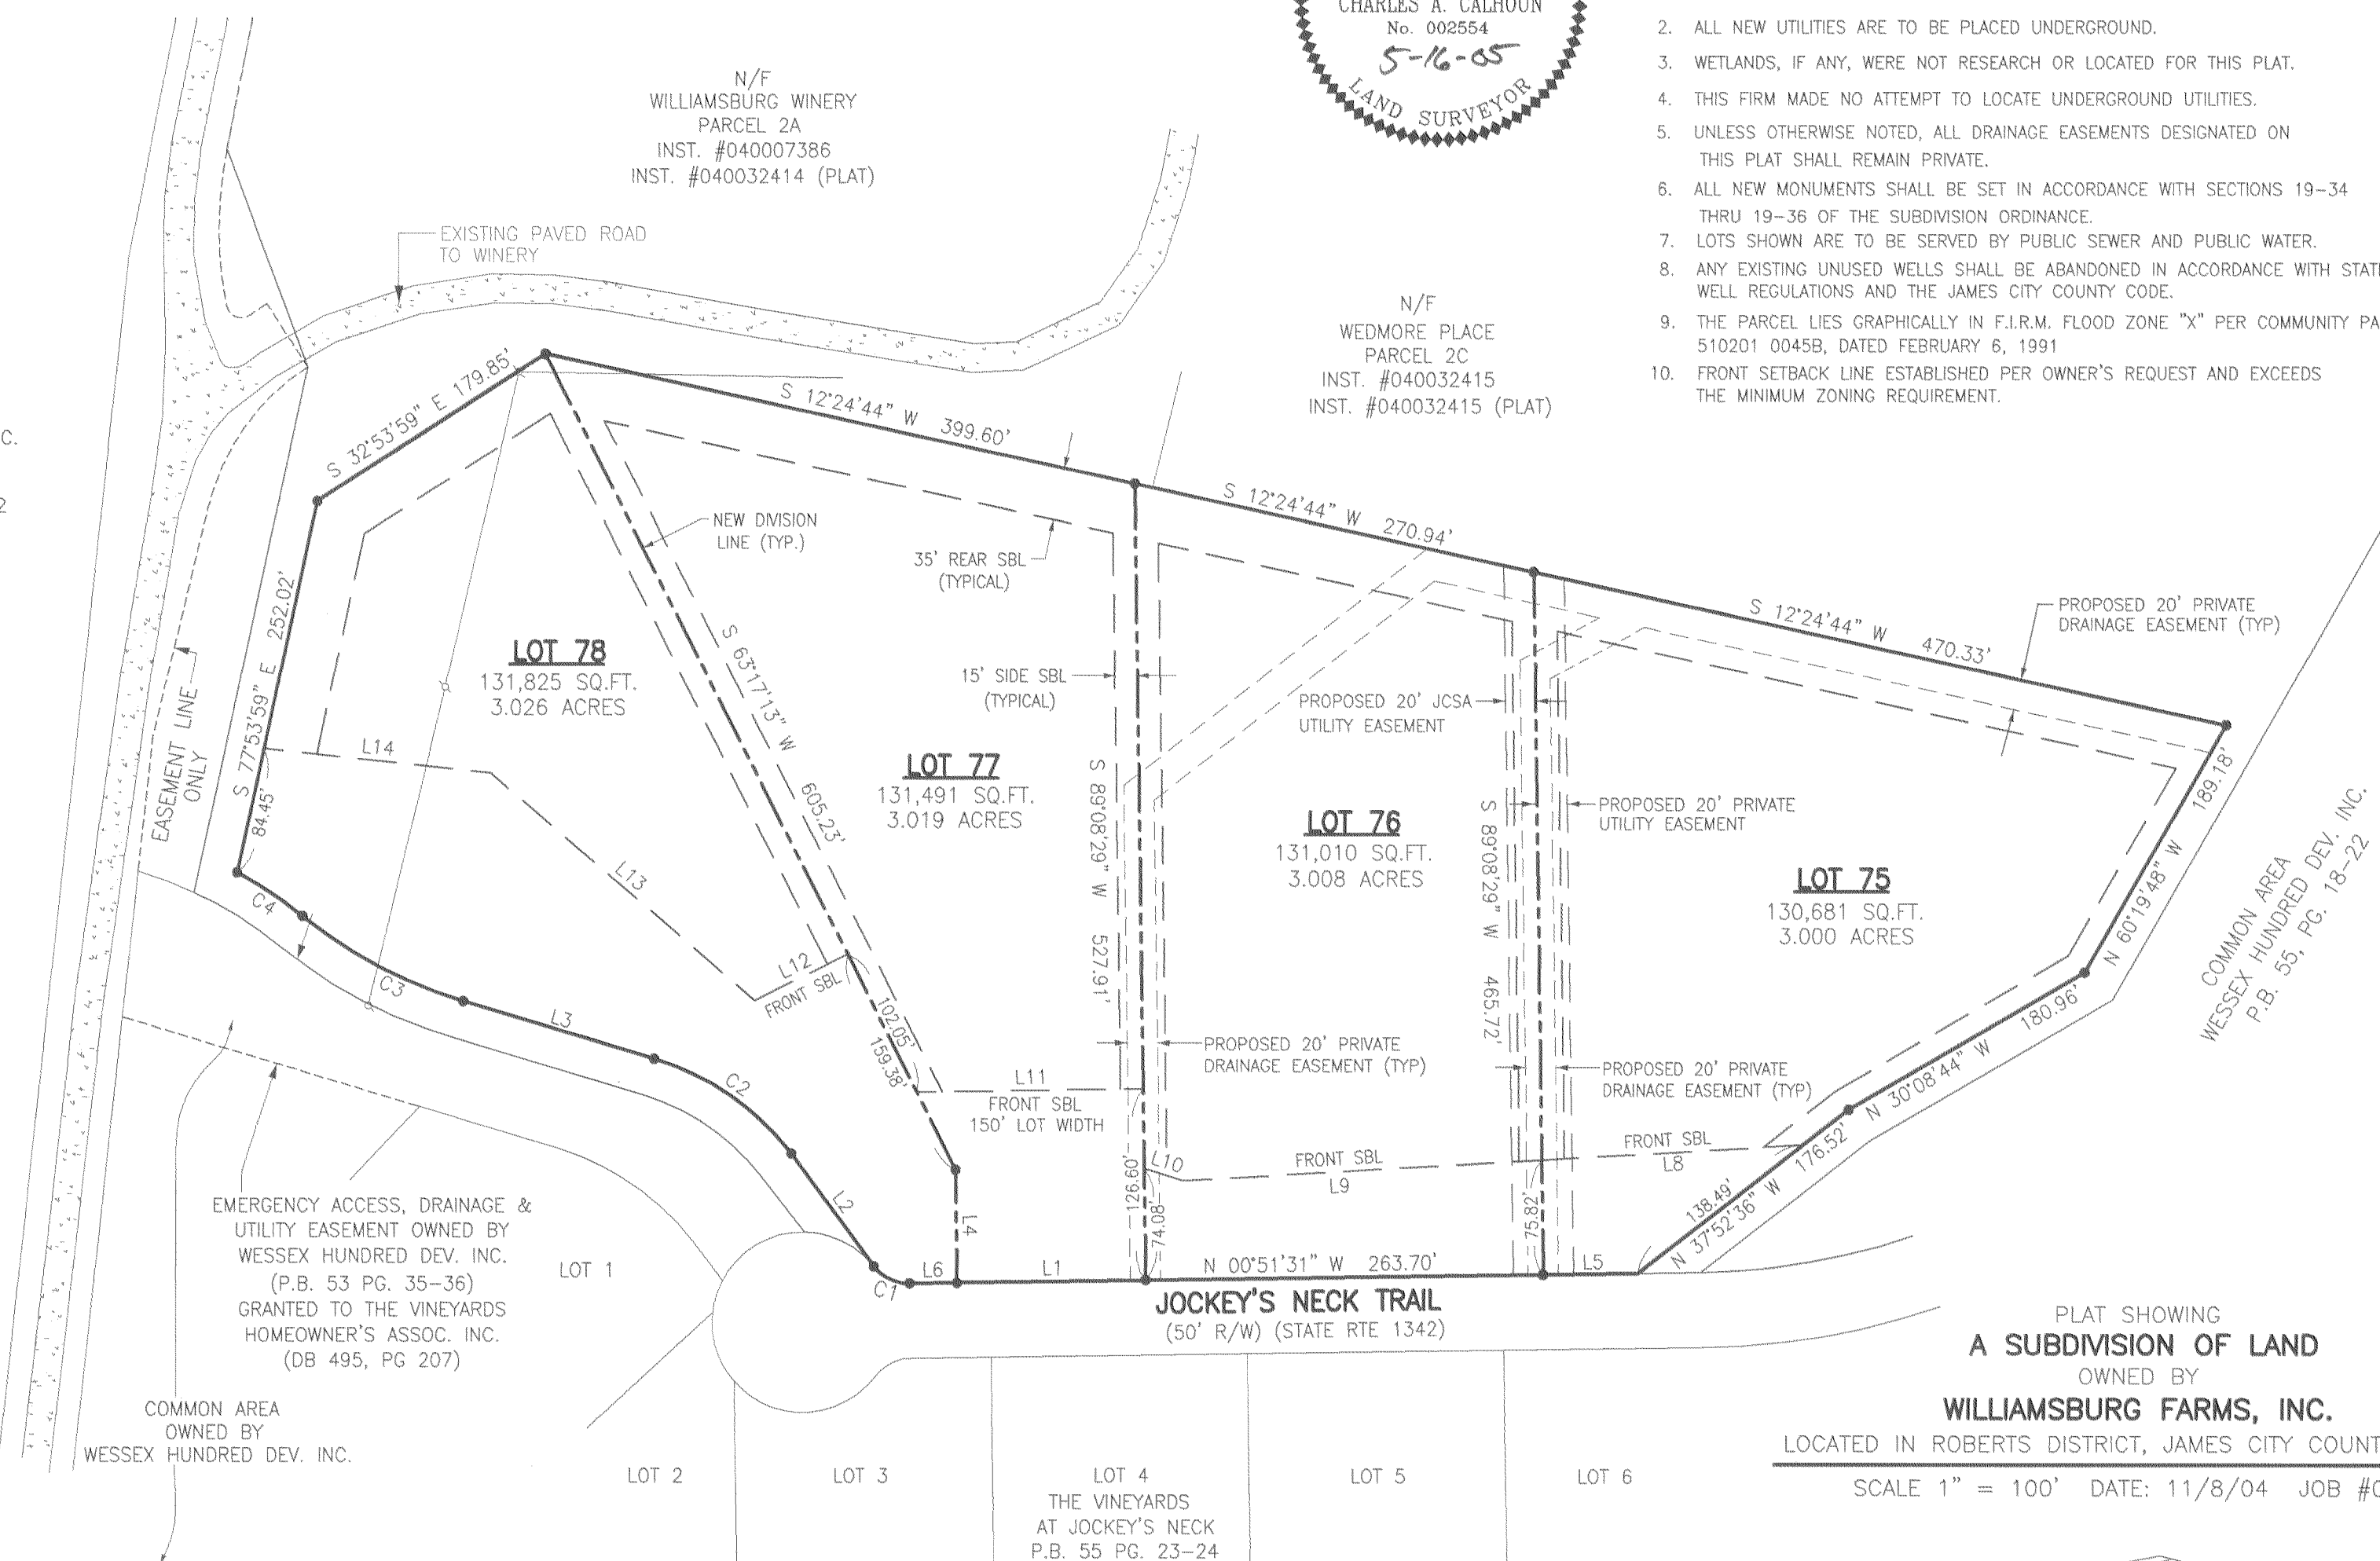 CHARLES A. CALHOUN
No. 002554
5-16-05
LAND SURVEYOR
2. ALL NEW UTILITIES ARE TO BE PLACED UNDERGROUND.
3. WETLANDS, IF ANY, WERE NOT RESEARCH OR LOCATED FOR THIS PLAT.
4. THIS FIRM MADE NO ATTEMPT TO LOCATE UNDERGROUND UTILITIES.
5. UNLESS OTHERWISE NOTED, ALL DRAINAGE EASEMENTS DESIGNATED ON
THIS PLAT SHALL REMAIN PRIVATE.
6. ALL NEW MONUMENTS SHALL BE SET IN ACCORDANCE WITH SECTIONS 19-34
THRU 19-36 OF THE SUBDIVISION ORDINANCE.
7. LOTS SHOWN ARE TO BE SERVED BY PUBLIC SEWER AND PUBLIC WATER.
8. ANY EXISTING UNUSED WELLS SHALL BE ABANDONED IN ACCORDANCE WITH STAT
WELL REGULATIONS AND THE JAMES CITY COUNTY CODE.
9. THE PARCEL LIES GRAPHICALLY IN F.I.R.M. FLOOD ZONE "X" PER COMMUNITY PA
510201 0045B, DATED FEBRUARY 6, 1991
10. FRONT SETBACK LINE ESTABLISHED PER OWNER'S REQUEST AND EXCEEDS
THE MINIMUM ZONING REQUIREMENT.
N/F
WILLIAMSBURG WINERY
PARCEL 2A
INST. #040007386
INST. #040032414 (PLAT)
EXISTING PAVED ROAD
TO WINERY
N/F
WEDMORE PLACE
PARCEL 2C
INST. #040032415
INST. #040032415 (PLAT)
C.
2
S 32°53'59" E 179.85'
S 12°24'44" W 399.60'
S 12°24'44" W 270.94'
S 12°24'44" W 470.33'
NEW DIVISION
LINE (TYP.)
35' REAR SBL
(TYPICAL)
PROPOSED 20' PRIVATE
DRAINAGE EASEMENT (TYP)
S 77°53'59" E 252.02'
84.45'
EASEMENT LINE
ONLY
LOT 78
131,825 SQ.FT.
3.026 ACRES
S 63°17'13" W 605.23'
15' SIDE SBL
(TYPICAL)
PROPOSED 20' JCSA
UTILITY EASEMENT
LOT 77
131,491 SQ.FT.
3.019 ACRES
S 89°08'29" W 527.91'
LOT 76
131,010 SQ.FT.
3.008 ACRES
S 89°08'29" W 465.72'
PROPOSED 20' PRIVATE
UTILITY EASEMENT
LOT 75
130,681 SQ.FT.
3.000 ACRES
N 60°19'48" W 189.18'
COMMON AREA
WESSEX HUNDRED DEV. INC.
P.B. 55, PG. 18-22
L14
L13
L12
FRONT SBL
C4
C3
L3
C2
L2
C1
102.05'
159.38'
L11
FRONT SBL
150' LOT WIDTH
PROPOSED 20' PRIVATE
DRAINAGE EASEMENT (TYP)
PROPOSED 20' PRIVATE
DRAINAGE EASEMENT (TYP)
N 30°08'44" W 180.96'
N 37°52'36" W 176.52'
138.49'
L10
FRONT SBL
L9
FRONT SBL
L8
126.60'
74.08'
75.82'
L4
L6
L1
N 00°51'31" W 263.70'
L5
JOCKEY'S NECK TRAIL
(50' R/W) (STATE RTE 1342)
EMERGENCY ACCESS, DRAINAGE &
UTILITY EASEMENT OWNED BY
WESSEX HUNDRED DEV. INC.
(P.B. 53 PG. 35-36)
GRANTED TO THE VINEYARDS
HOMEOWNER'S ASSOC. INC.
(DB 495, PG 207)
COMMON AREA
OWNED BY
WESSEX HUNDRED DEV. INC.
LOT 1
LOT 2
LOT 3
LOT 4
THE VINEYARDS
AT JOCKEY'S NECK
P.B. 55 PG. 23-24
LOT 5
LOT 6
PLAT SHOWING
A SUBDIVISION OF LAND
OWNED BY
WILLIAMSBURG FARMS, INC.
LOCATED IN ROBERTS DISTRICT, JAMES CITY COUNT
SCALE 1" = 100' DATE: 11/8/04 JOB #0